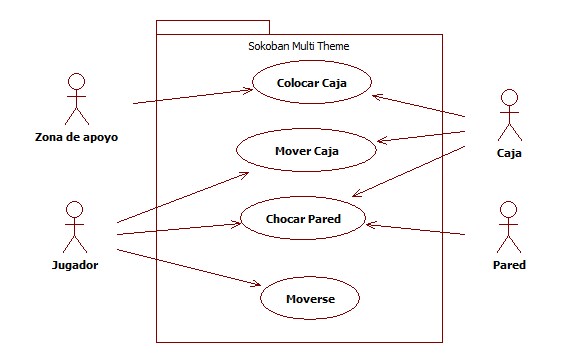 Sokoban Multi Theme
Colocar Caja
Zona de apoyo
Mover Caja
Caja
Chocar Pared
Jugador
Pared
Moverse